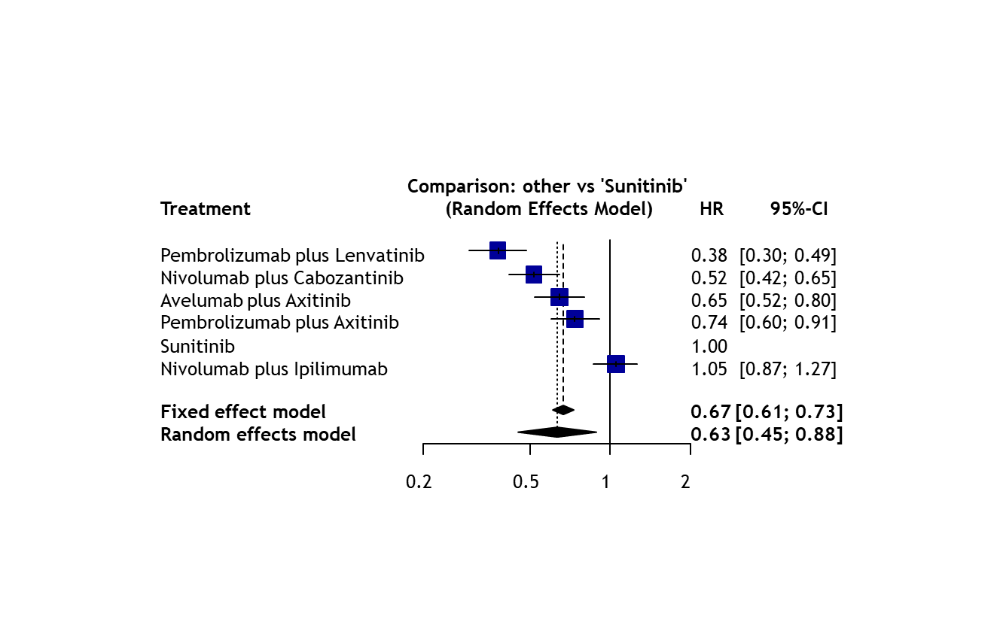 Comparison: other vs 'Sunitinib'
Treatment (Random Effects Model) HR 95%-CI
Pembrolizumab plus Lenvatinib 0.38 [0.30; 0.49]
Nivolumab plus Cabozantinib 0.52 [0.42; 0.65]
Avelumab plus Axitinib 0.65 [0.52; 0.80]
Pembrolizumab plus Axitinib 0.74 [0.60; 0.91]
Sunitinib 1.00
Nivolumab plus Ipilimumab 1.05 [0.87; 1.27]
Fixed effect model 0.67 [0.61; 0.73]
Random effects model 0.63 [0.45; 0.88]
0.2 0.5 1 2